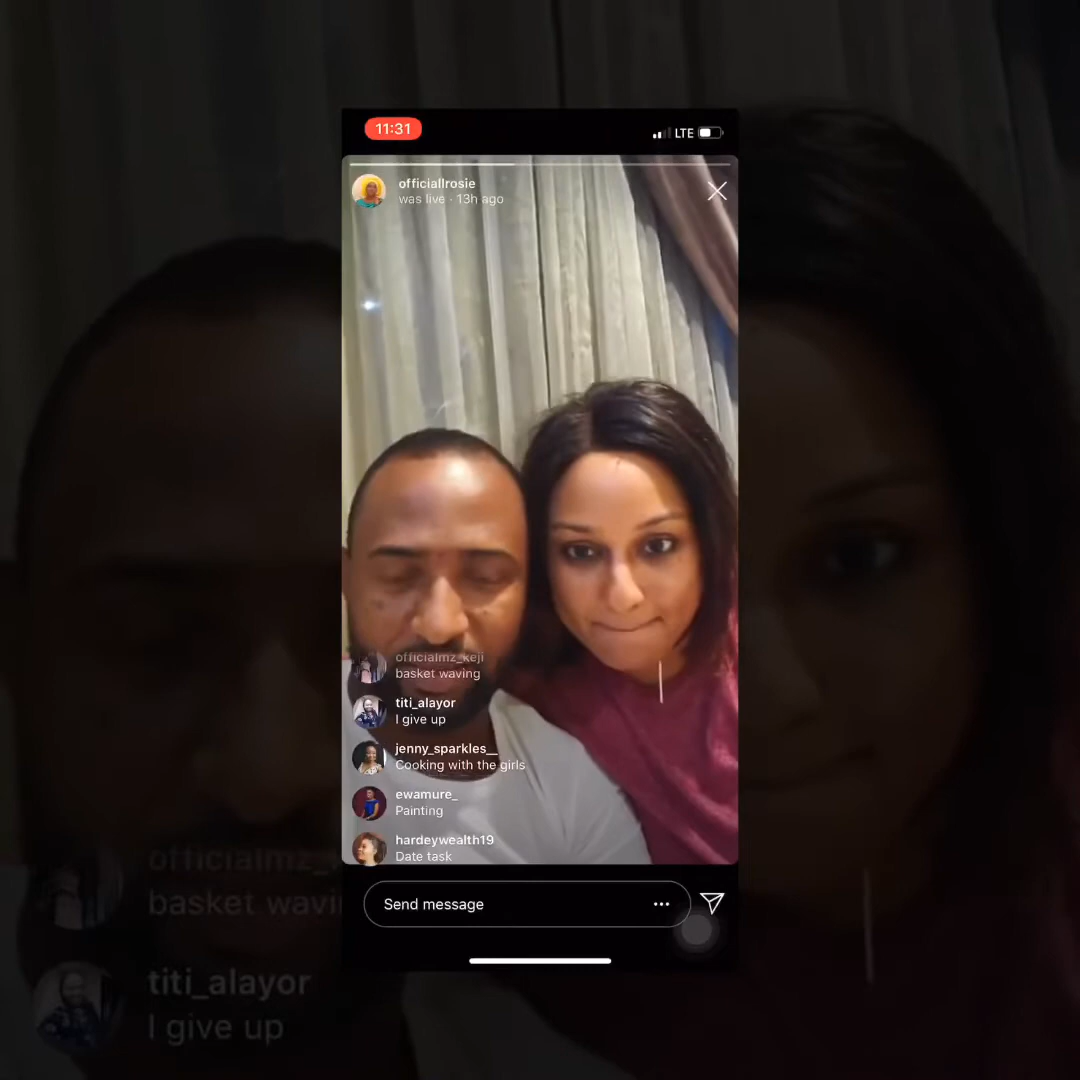 11:31
LTE
officiallrosie
was live · 13h ago
officialmz_keji
basket waving
titi_alayor
I give up
jenny_sparkles__
Cooking with the girls
ewamure_
Painting
hardeywealth19
Date task
Send message
officialmz_
basket wavi
titi_alayor
I give up